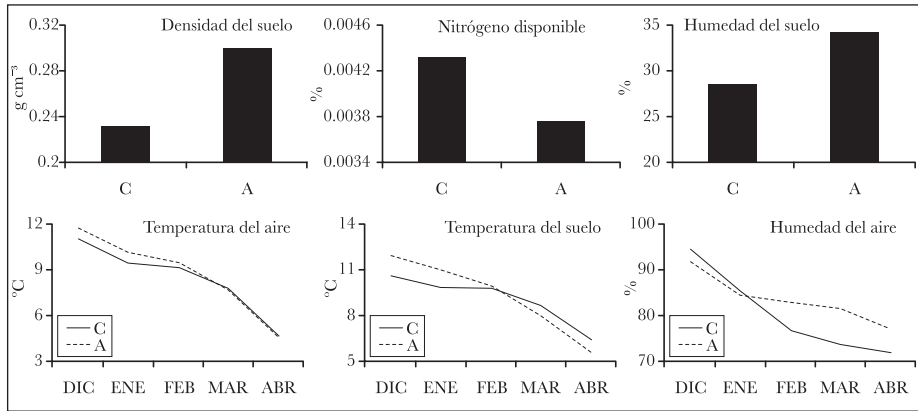 Densidad del suelo
g cm⁻³
0.32
0.28
0.24
0.2
C A
Nitrógeno disponible
%
0.0046
0.0042
0.0038
0.0034
C A
Humedad del suelo
%
35
30
25
20
C A
Temperatura del aire
°C
12
9
6
3
C
A
DIC ENE FEB MAR ABR
Temperatura del suelo
°C
14
11
8
5
C
A
DIC ENE FEB MAR ABR
Humedad del aire
%
100
90
80
70
C
A
DIC ENE FEB MAR ABR